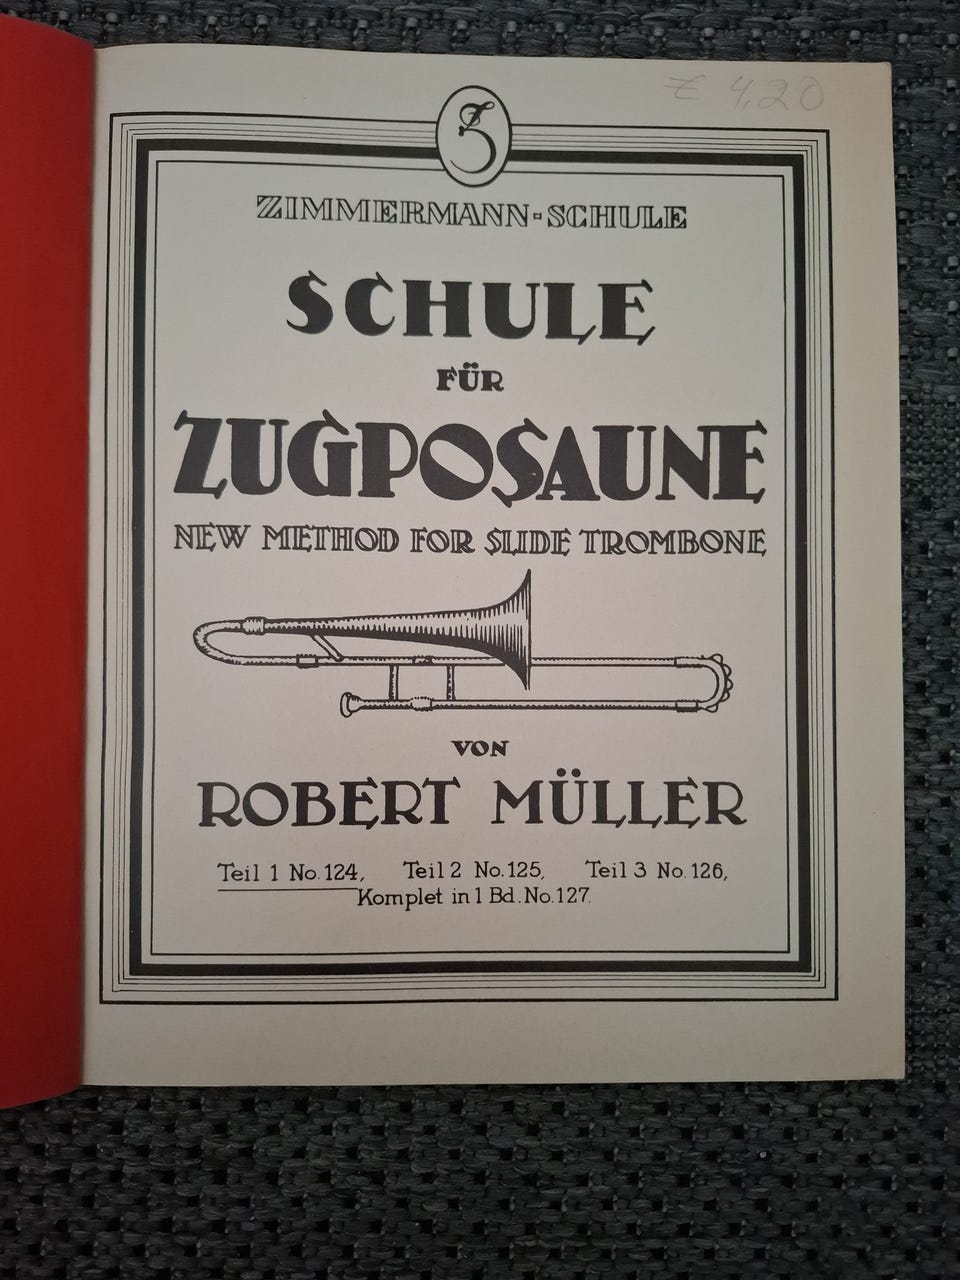 4,20
Z
ZIMMERMANN-SCHULE
SCHULE
FÜR
ZUGPOSAUNE
NEW METHOD FOR SLIDE TROMBONE
VON
ROBERT MÜLLER
Teil 1 No. 124, Teil 2 No. 125, Teil 3 No. 126,
Komplet in 1 Bd. No. 127.